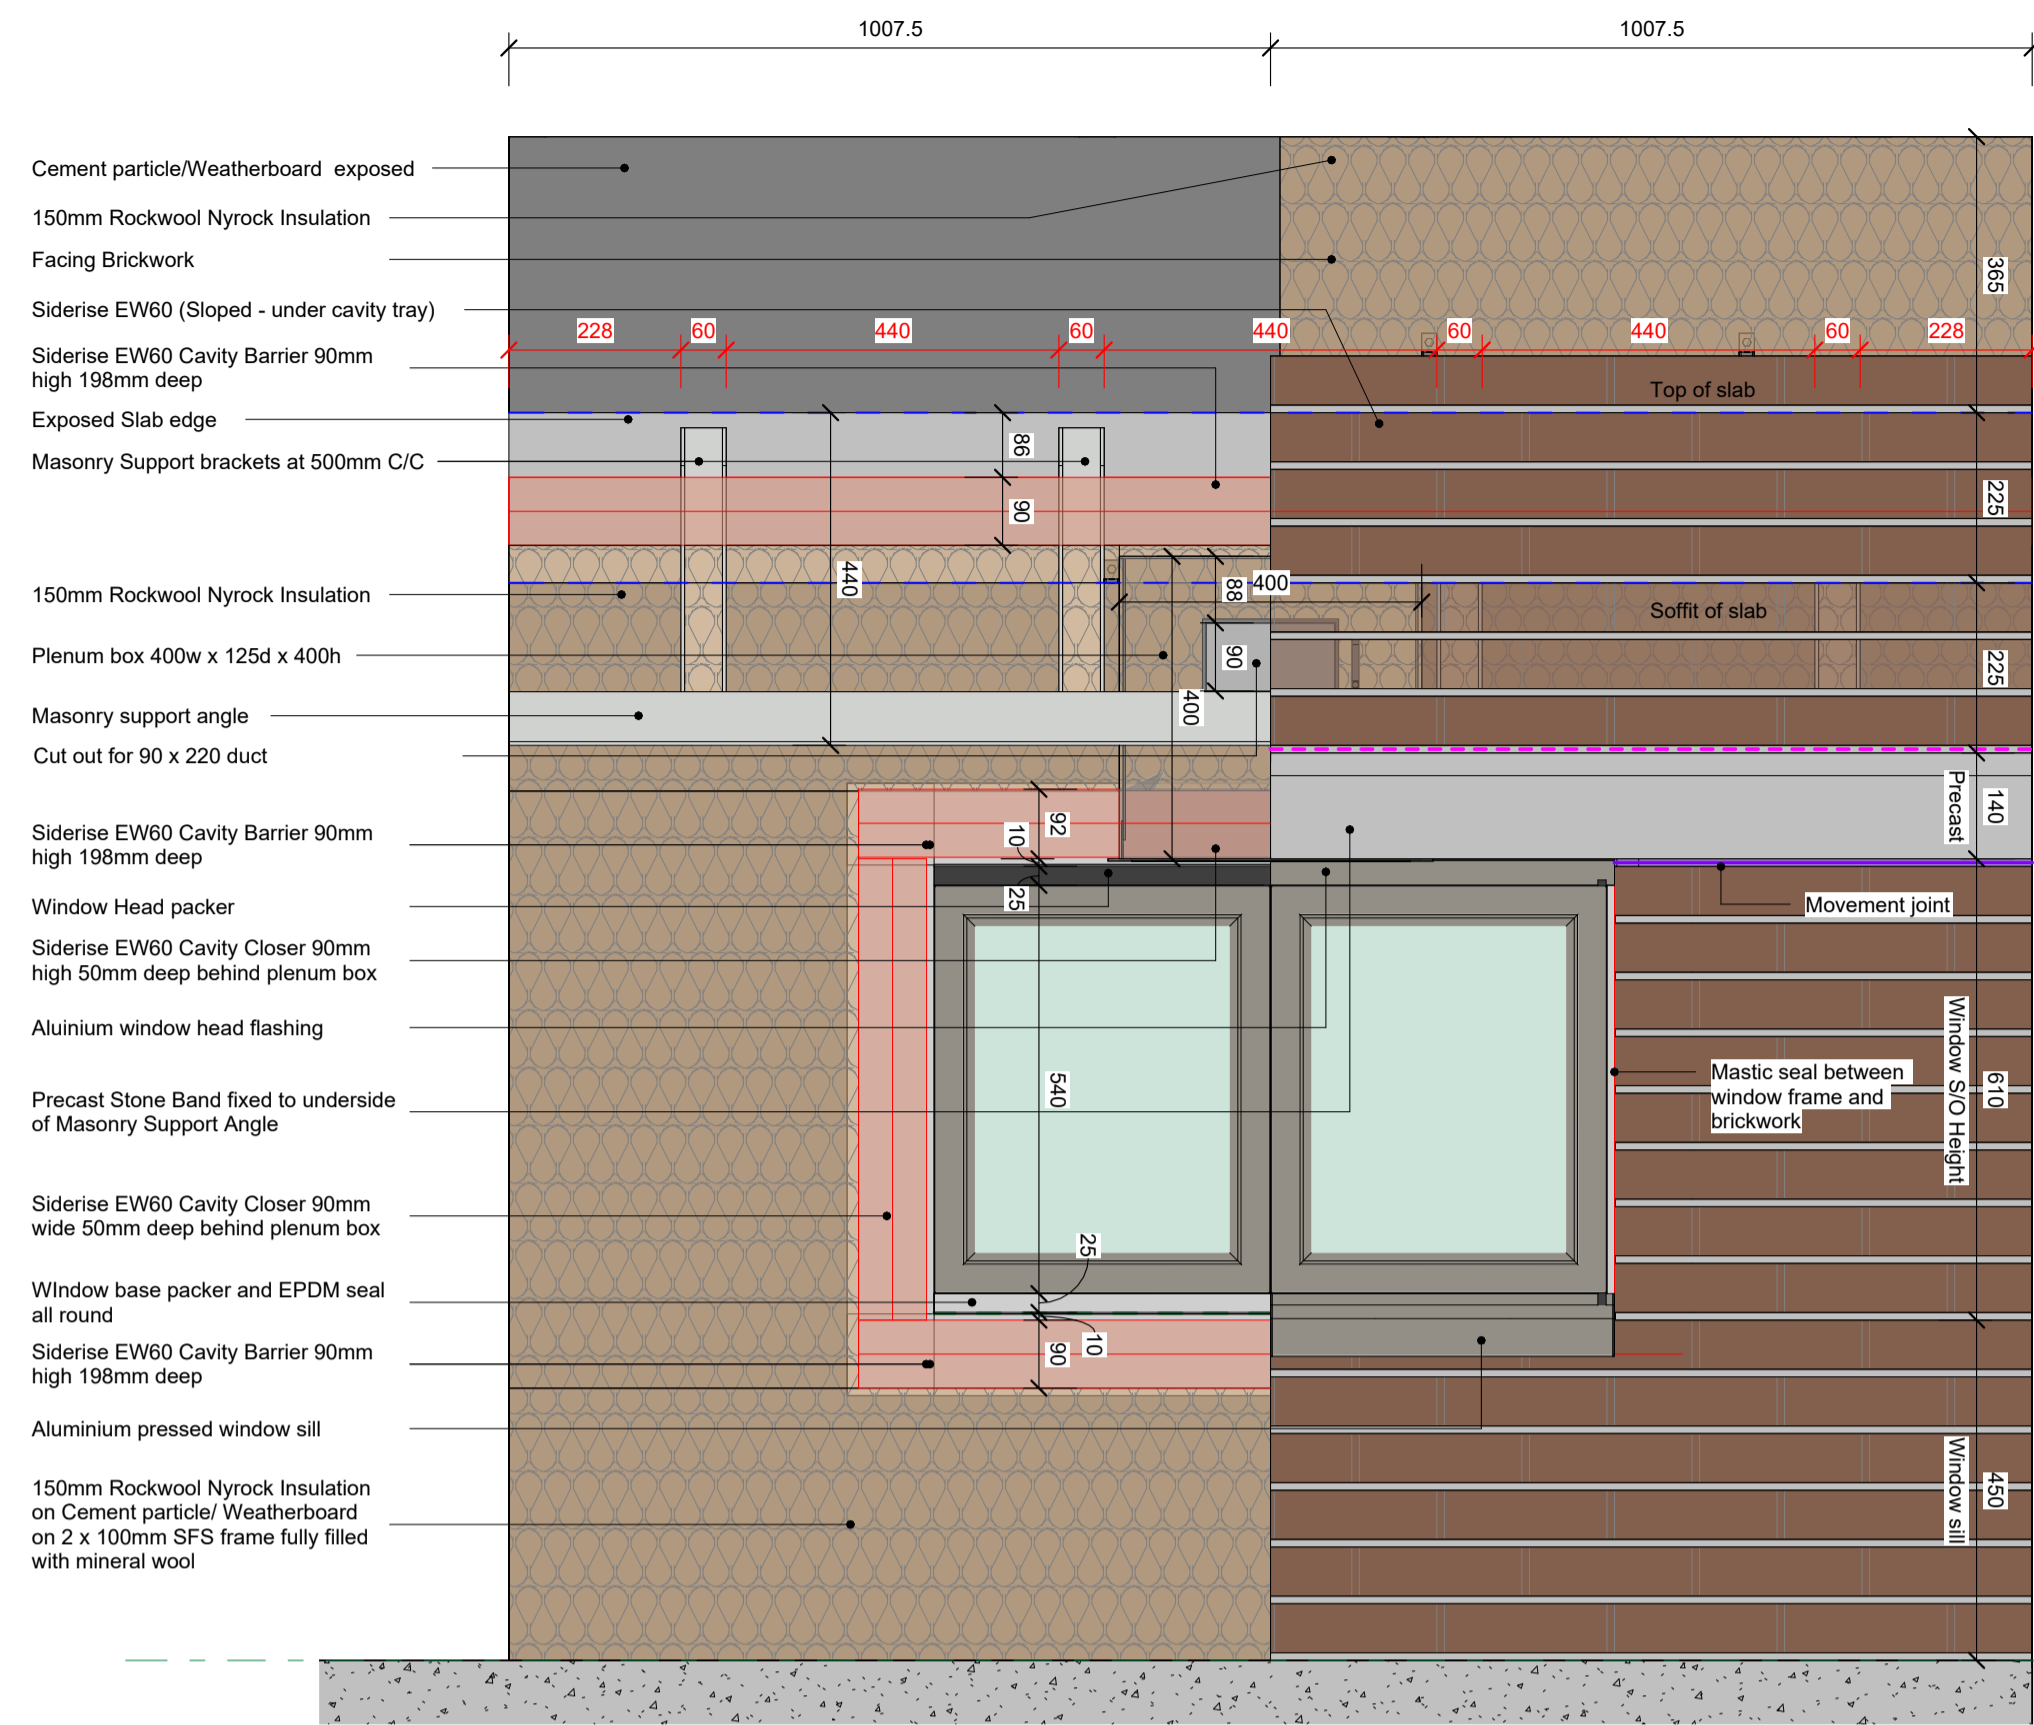 1007.5
1007.5
Cement particle/Weatherboard exposed
150mm Rockwool Nyrock Insulation
Facing Brickwork
Siderise EW60 (Sloped - under cavity tray)
Siderise EW60 Cavity Barrier 90mm
high 198mm deep
Exposed Slab edge
Masonry Support brackets at 500mm C/C
150mm Rockwool Nyrock Insulation
Plenum box 400w x 125d x 400h
Masonry support angle
Cut out for 90 x 220 duct
Siderise EW60 Cavity Barrier 90mm
high 198mm deep
Window Head packer
Siderise EW60 Cavity Closer 90mm
high 50mm deep behind plenum box
Aluinium window head flashing
Precast Stone Band fixed to underside
of Masonry Support Angle
Siderise EW60 Cavity Closer 90mm
wide 50mm deep behind plenum box
WIndow base packer and EPDM seal
all round
Siderise EW60 Cavity Barrier 90mm
high 198mm deep
Aluminium pressed window sill
150mm Rockwool Nyrock Insulation
on Cement particle/ Weatherboard
on 2 x 100mm SFS frame fully filled
with mineral wool
228
60
440
60
440
60
440
60
228
86
90
440
88
400
90
400
92
10
25
540
25
10
90
Top of slab
Soffit of slab
Movement joint
Mastic seal between
window frame and
brickwork
365
225
225
Precast
140
Window S/O Height
610
Window sill
450